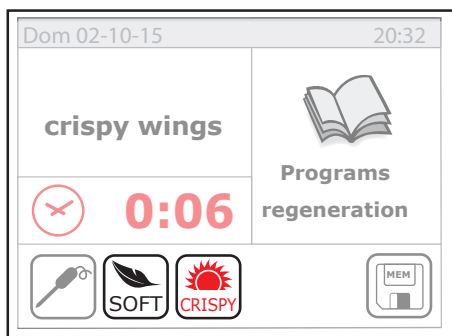 Dom 02-10-15 20:32
crispy wings
Programs
regeneration
0:06
SOFT
CRISPY
MEM